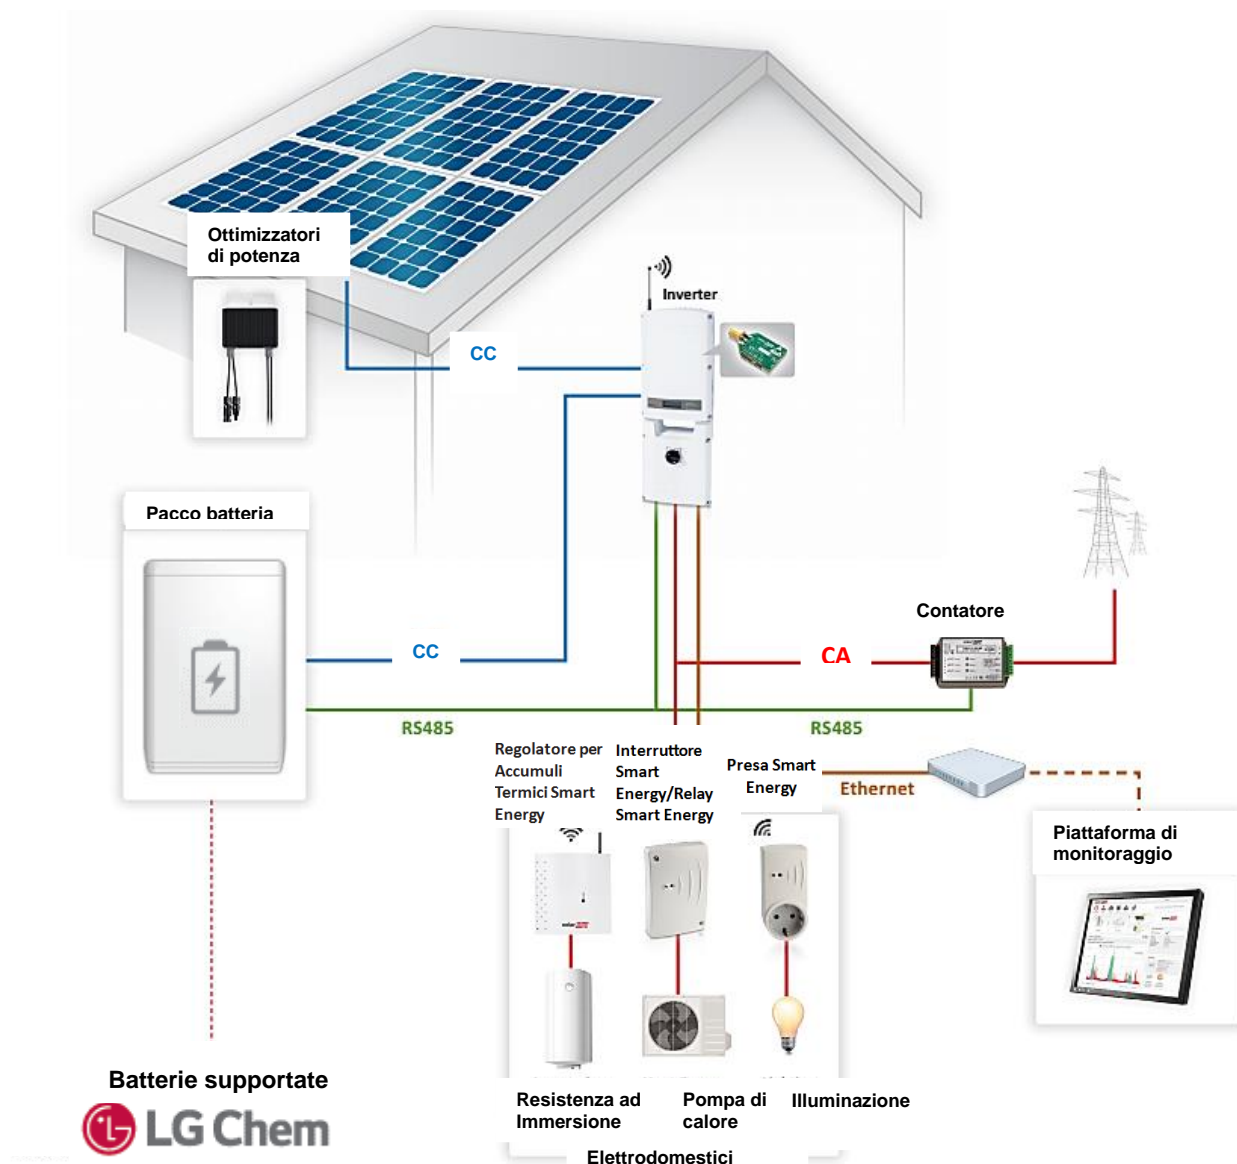 Ottimizzatori
di potenza
Inverter
CC
Pacco batteria
Contatore
CC
CA
RS485
RS485
Regolatore per
Accumuli
Termici Smart
Energy
Interruttore
Smart
Energy/Relay
Smart Energy
Presa Smart
Energy
Ethernet
Piattaforma di
monitoraggio
Batterie supportate
LG Chem
Resistenza ad
Immersione
Pompa di
calore
Illuminazione
Elettrodomestici